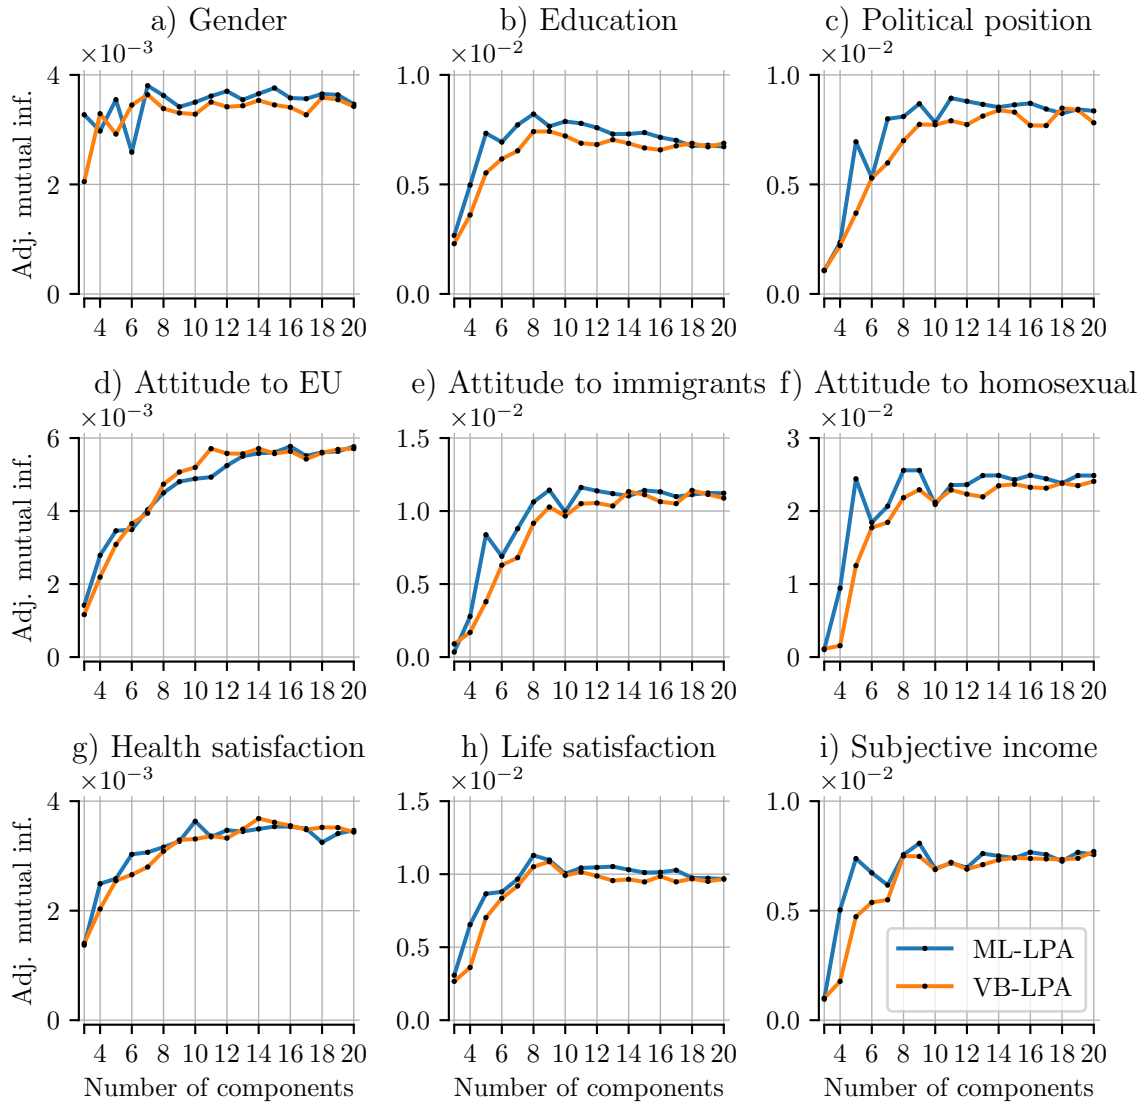 a) Gender
b) Education
c) Political position
×10⁻³
×10⁻²
×10⁻²
Adj. mutual inf.
4
2
0
1.0
0.5
0.0
1.0
0.5
0.0
4 6 8 10 12 14 16 18 20
4 6 8 10 12 14 16 18 20
4 6 8 10 12 14 16 18 20
d) Attitude to EU
e) Attitude to immigrants
f) Attitude to homosexual
×10⁻³
×10⁻²
×10⁻²
Adj. mutual inf.
6
4
2
0
1.5
1.0
0.5
0.0
3
2
1
0
4 6 8 10 12 14 16 18 20
4 6 8 10 12 14 16 18 20
4 6 8 10 12 14 16 18 20
g) Health satisfaction
h) Life satisfaction
i) Subjective income
×10⁻³
×10⁻²
×10⁻²
Adj. mutual inf.
4
2
0
1.5
1.0
0.5
0.0
1.0
0.5
0.0
ML-LPA
VB-LPA
4 6 8 10 12 14 16 18 20
4 6 8 10 12 14 16 18 20
4 6 8 10 12 14 16 18 20
Number of components
Number of components
Number of components